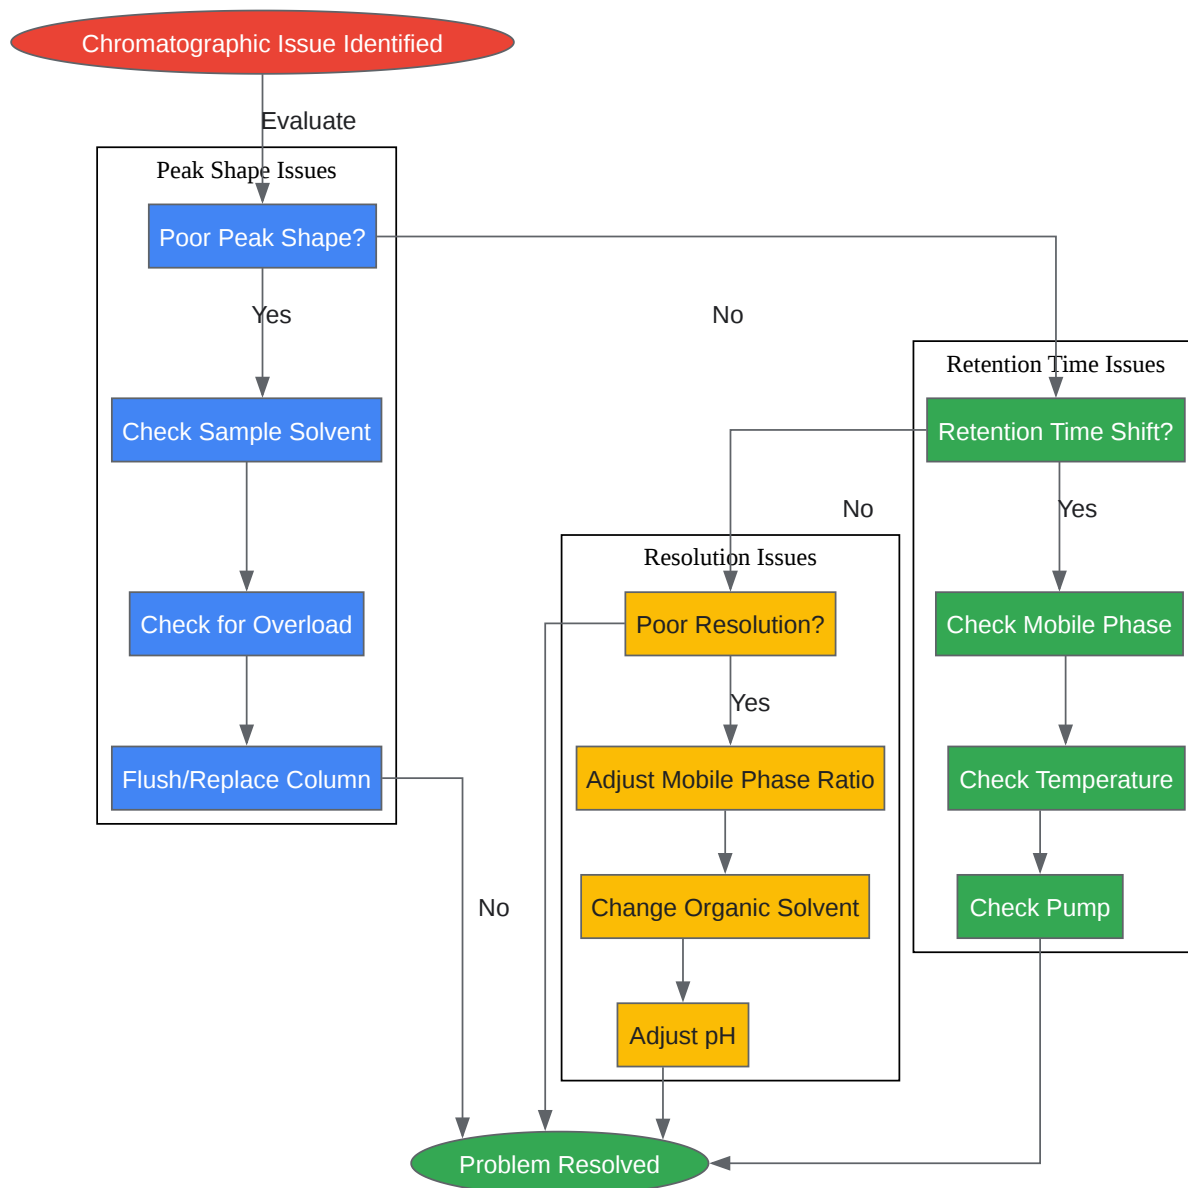 Chromatographic Issue Identified
Evaluate
Peak Shape Issues
Poor Peak Shape?
Yes
No
Retention Time Issues
Check Sample Solvent
Retention Time Shift?
No
Yes
Resolution Issues
Check for Overload
Poor Resolution?
Check Mobile Phase
Yes
Flush/Replace Column
Adjust Mobile Phase Ratio
Check Temperature
No
Change Organic Solvent
Check Pump
Adjust pH
Problem Resolved